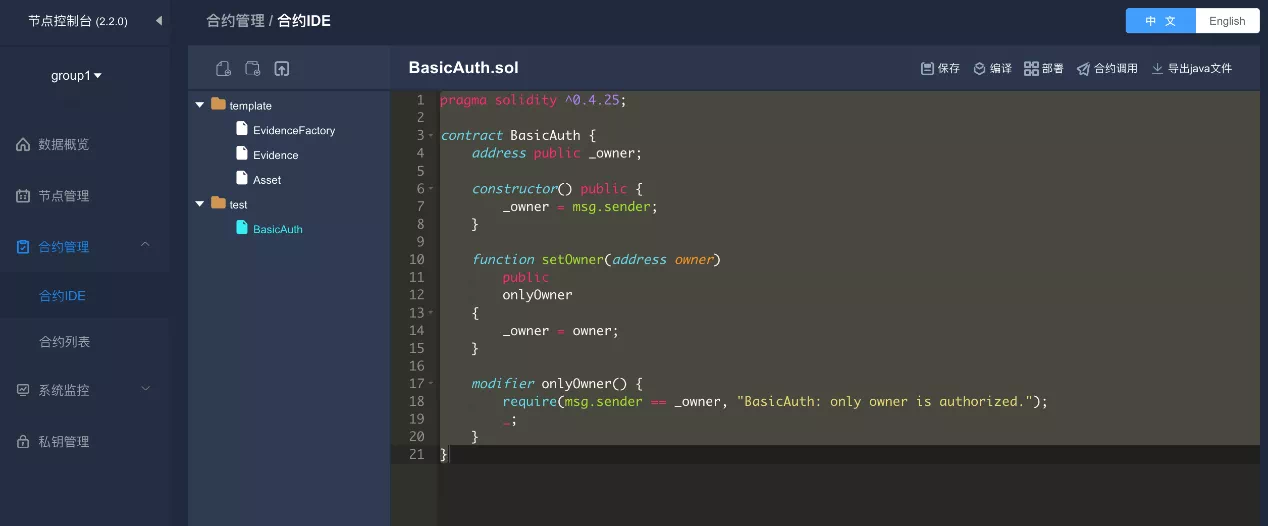 节点控制台 (2.2.0)
合约管理 / 合约IDE
中 文
English
group1
数据概览
节点管理
合约管理
合约IDE
合约列表
系统监控
私钥管理
template
EvidenceFactory
Evidence
Asset
test
BasicAuth
BasicAuth.sol
保存
编译
部署
合约调用
导出java文件
1 pragma solidity ^0.4.25;
2
3 contract BasicAuth {
4 address public _owner;
5
6 constructor() public {
7 _owner = msg.sender;
8 }
9
10 function setOwner(address owner)
11 public
12 onlyOwner
13 {
14 _owner = owner;
15 }
16
17 modifier onlyOwner() {
18 require(msg.sender == _owner, "BasicAuth: only owner is authorized.");
19 _;
20 }
21 }